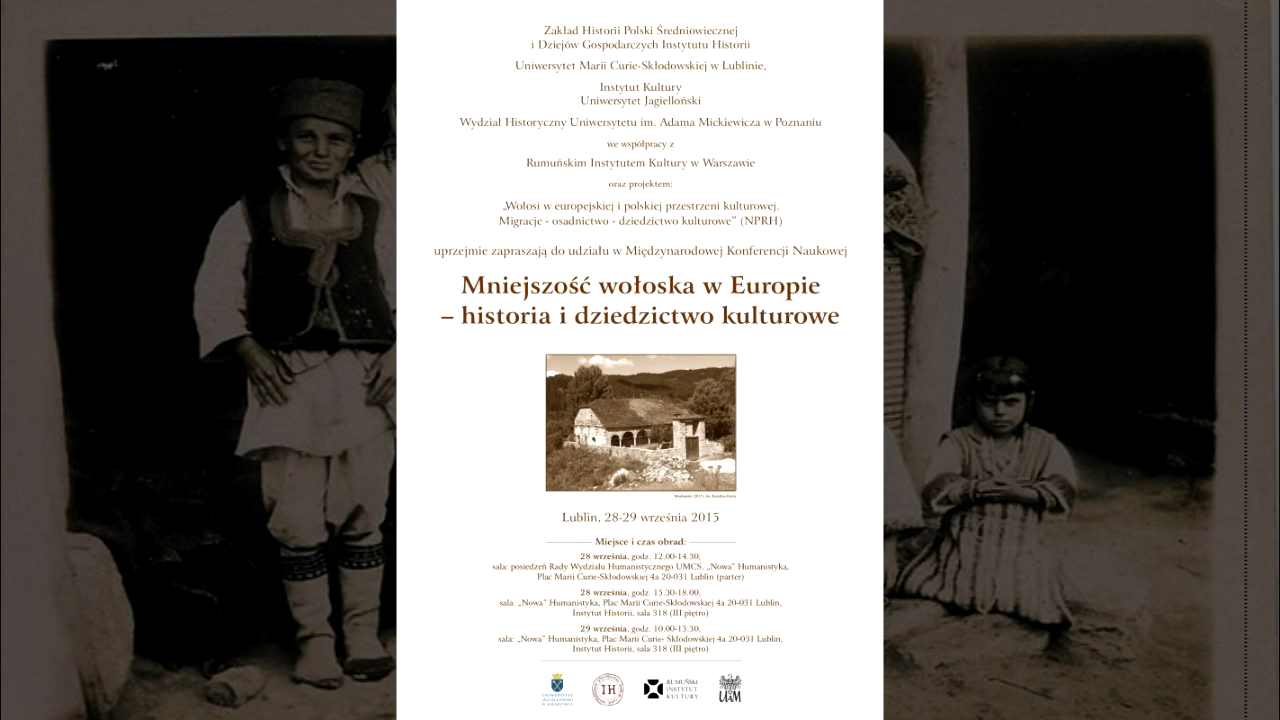 Zakład Historii Polski Średniowiecznej
i Dziejów Gospodarczych Instytutu Historii
Uniwersytet Marii Curie-Skłodowskiej w Lublinie,
Instytut Kultury
Uniwersytet Jagielloński
Wydział Historyczny Uniwersytetu im. Adama Mickiewicza w Poznaniu
we współpracy z
Rumuńskim Instytutem Kultury w Warszawie
oraz projektem:
„Wołosi w europejskiej i polskiej przestrzeni kulturowej.
Migracje - osadnictwo - dziedzictwo kulturowe” (NPRH)
uprzejmie zapraszają do udziału w Międzynarodowej Konferencji Naukowej
Mniejszość wołoska w Europie
– historia i dziedzictwo kulturowe
Lublin, 28-29 września 2015
Miejsce i czas obrad:
28 września, godz. 12.00-14.30,
sala: posiedzeń Rady Wydziału Humanistycznego UMCS, „Nowa” Humanistyka,
Plac Marii Curie-Skłodowskiej 4a 20-031 Lublin (parter)
28 września, godz. 15.30-18.00,
sala: „Nowa” Humanistyka, Plac Marii Curie-Skłodowskiej 4a 20-031 Lublin,
Instytut Historii, sala 318 (III piętro)
29 września, godz. 10.00-13.30,
sala: „Nowa” Humanistyka, Plac Marii Curie- Skłodowskiej 4a 20-031 Lublin,
Instytut Historii, sala 318 (III piętro)
UNIWERSYTET
JAGIELLOŃSKI
W KRAKOWIE
IH
RUMUŃSKI
INSTYTUT
KULTURY
UAM